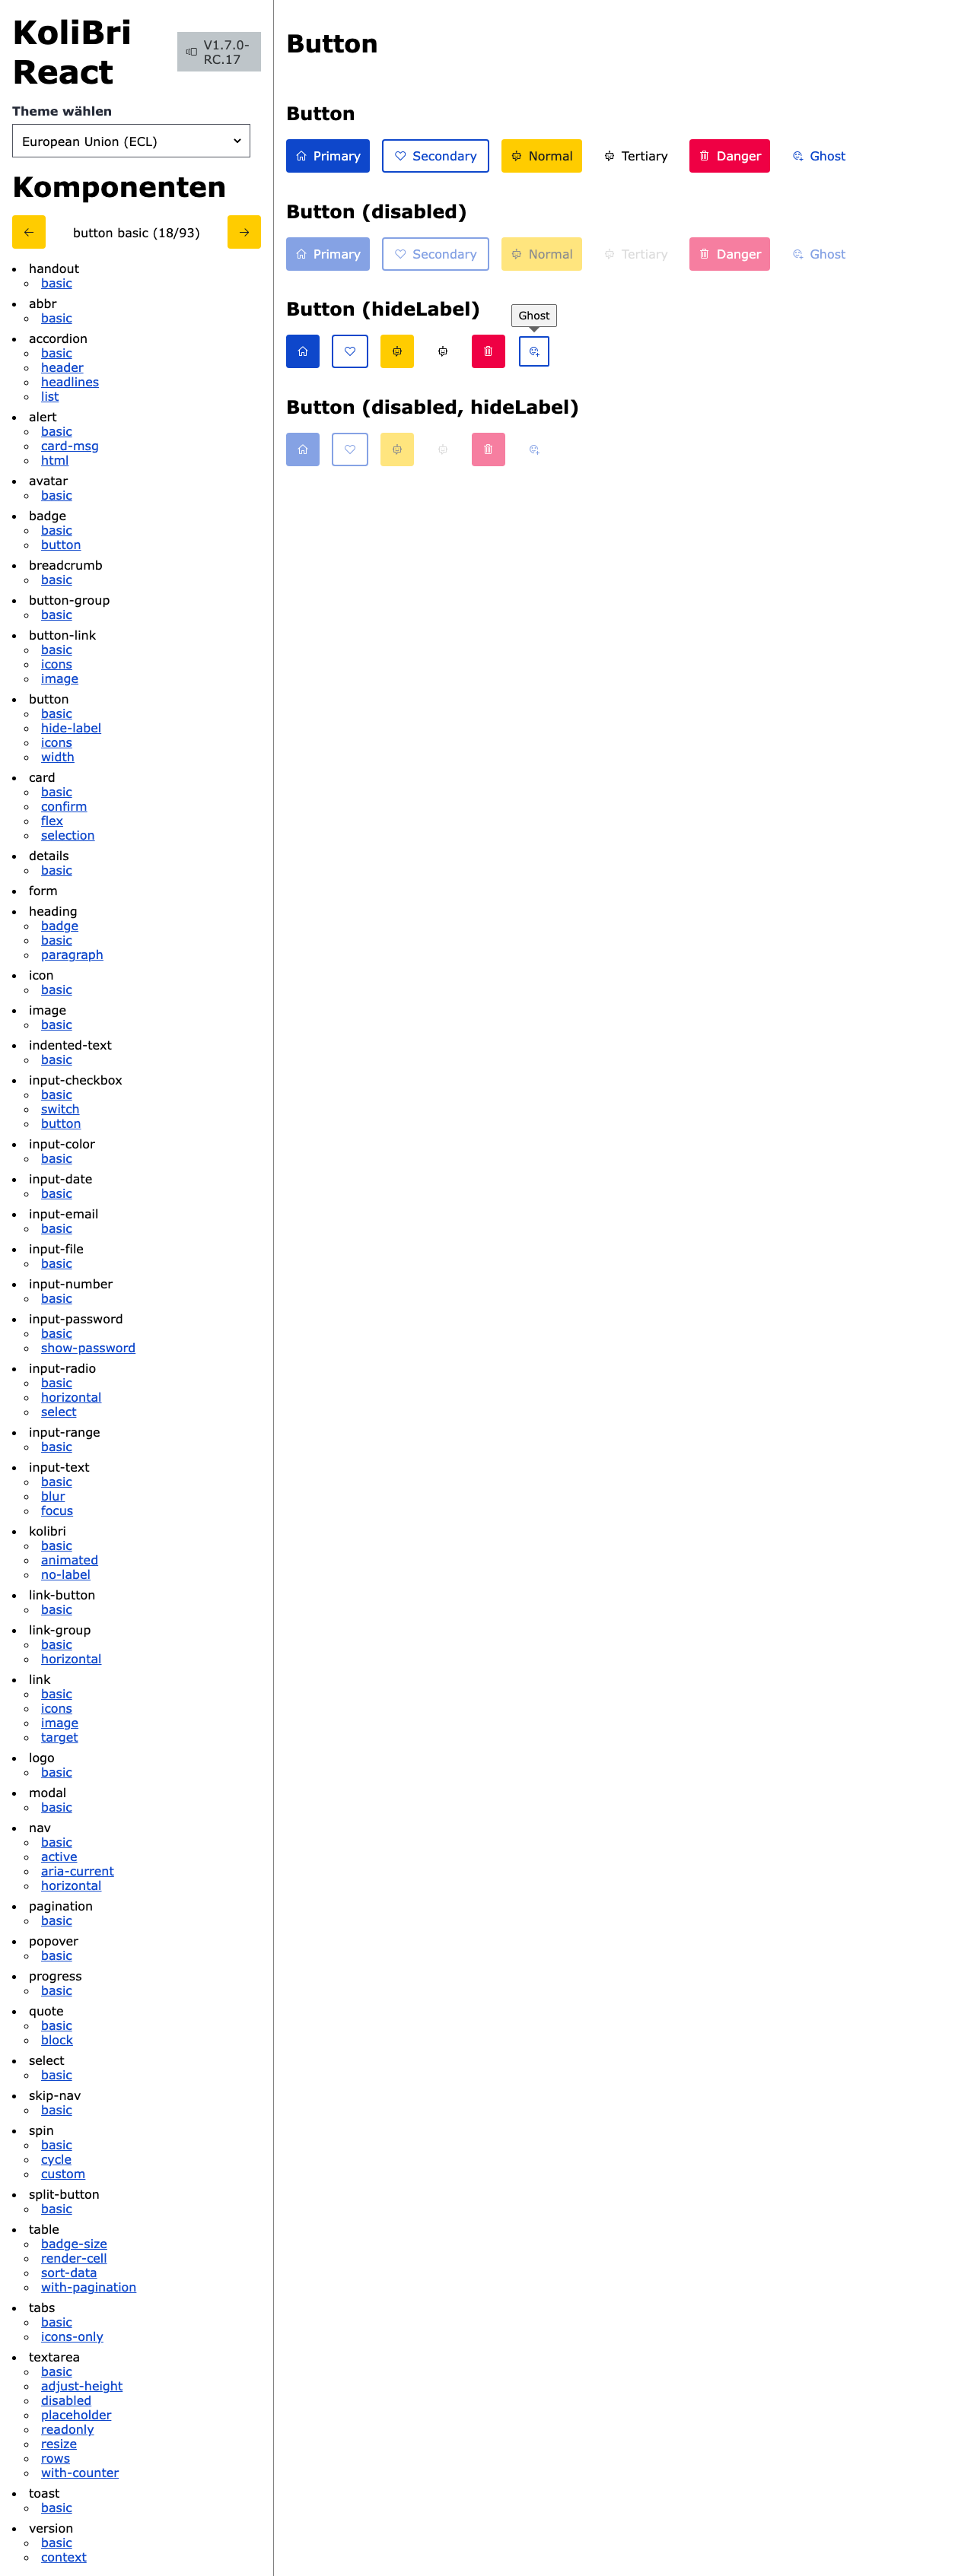 KoliBri
React
V1.7.0-
RC.17
Theme wählen
European Union (ECL)
Komponenten
button basic (18/93)
handout
basic
abbr
basic
accordion
basic
header
headlines
list
alert
basic
card-msg
html
avatar
basic
badge
basic
button
breadcrumb
basic
button-group
basic
button-link
basic
icons
image
button
basic
hide-label
icons
width
card
basic
confirm
flex
selection
details
basic
form
heading
badge
basic
paragraph
icon
basic
image
basic
indented-text
basic
input-checkbox
basic
switch
button
input-color
basic
input-date
basic
input-email
basic
input-file
basic
input-number
basic
input-password
basic
show-password
input-radio
basic
horizontal
select
input-range
basic
input-text
basic
blur
focus
kolibri
basic
animated
no-label
link-button
basic
link-group
basic
horizontal
link
basic
icons
image
target
logo
basic
modal
basic
nav
basic
active
aria-current
horizontal
pagination
basic
popover
basic
progress
basic
quote
basic
block
select
basic
skip-nav
basic
spin
basic
cycle
custom
split-button
basic
table
badge-size
render-cell
sort-data
with-pagination
tabs
basic
icons-only
textarea
basic
adjust-height
disabled
placeholder
readonly
resize
rows
with-counter
toast
basic
version
basic
context
Button
Button
Primary Secondary Normal Tertiary Danger Ghost
Button (disabled)
Primary Secondary Normal Tertiary Danger Ghost
Button (hideLabel)
Ghost
Button (disabled, hideLabel)